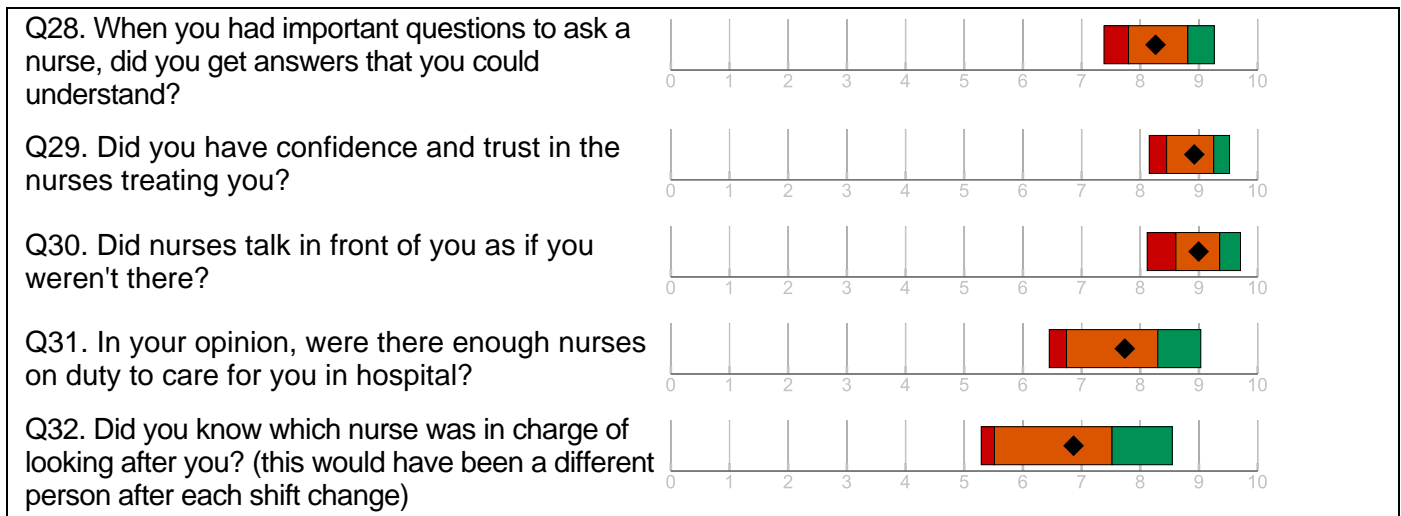 Q28. When you had important questions to ask a
nurse, did you get answers that you could
understand?
0 1 2 3 4 5 6 7 8 9 10
Q29. Did you have confidence and trust in the
nurses treating you?
0 1 2 3 4 5 6 7 8 9 10
Q30. Did nurses talk in front of you as if you
weren't there?
0 1 2 3 4 5 6 7 8 9 10
Q31. In your opinion, were there enough nurses
on duty to care for you in hospital?
0 1 2 3 4 5 6 7 8 9 10
Q32. Did you know which nurse was in charge of
looking after you? (this would have been a different
person after each shift change)
0 1 2 3 4 5 6 7 8 9 10